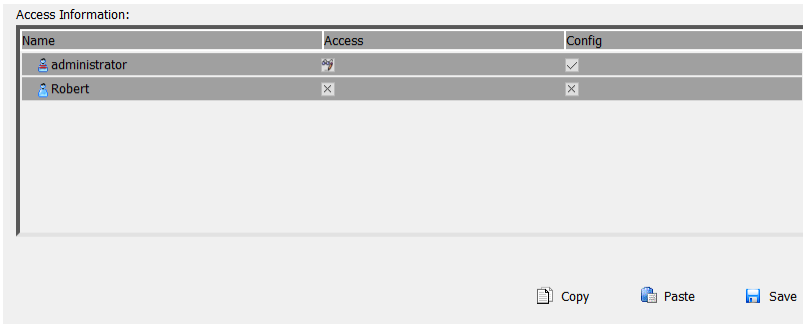 Access Information:
Name Access Config
administrator
Robert
Copy Paste Save